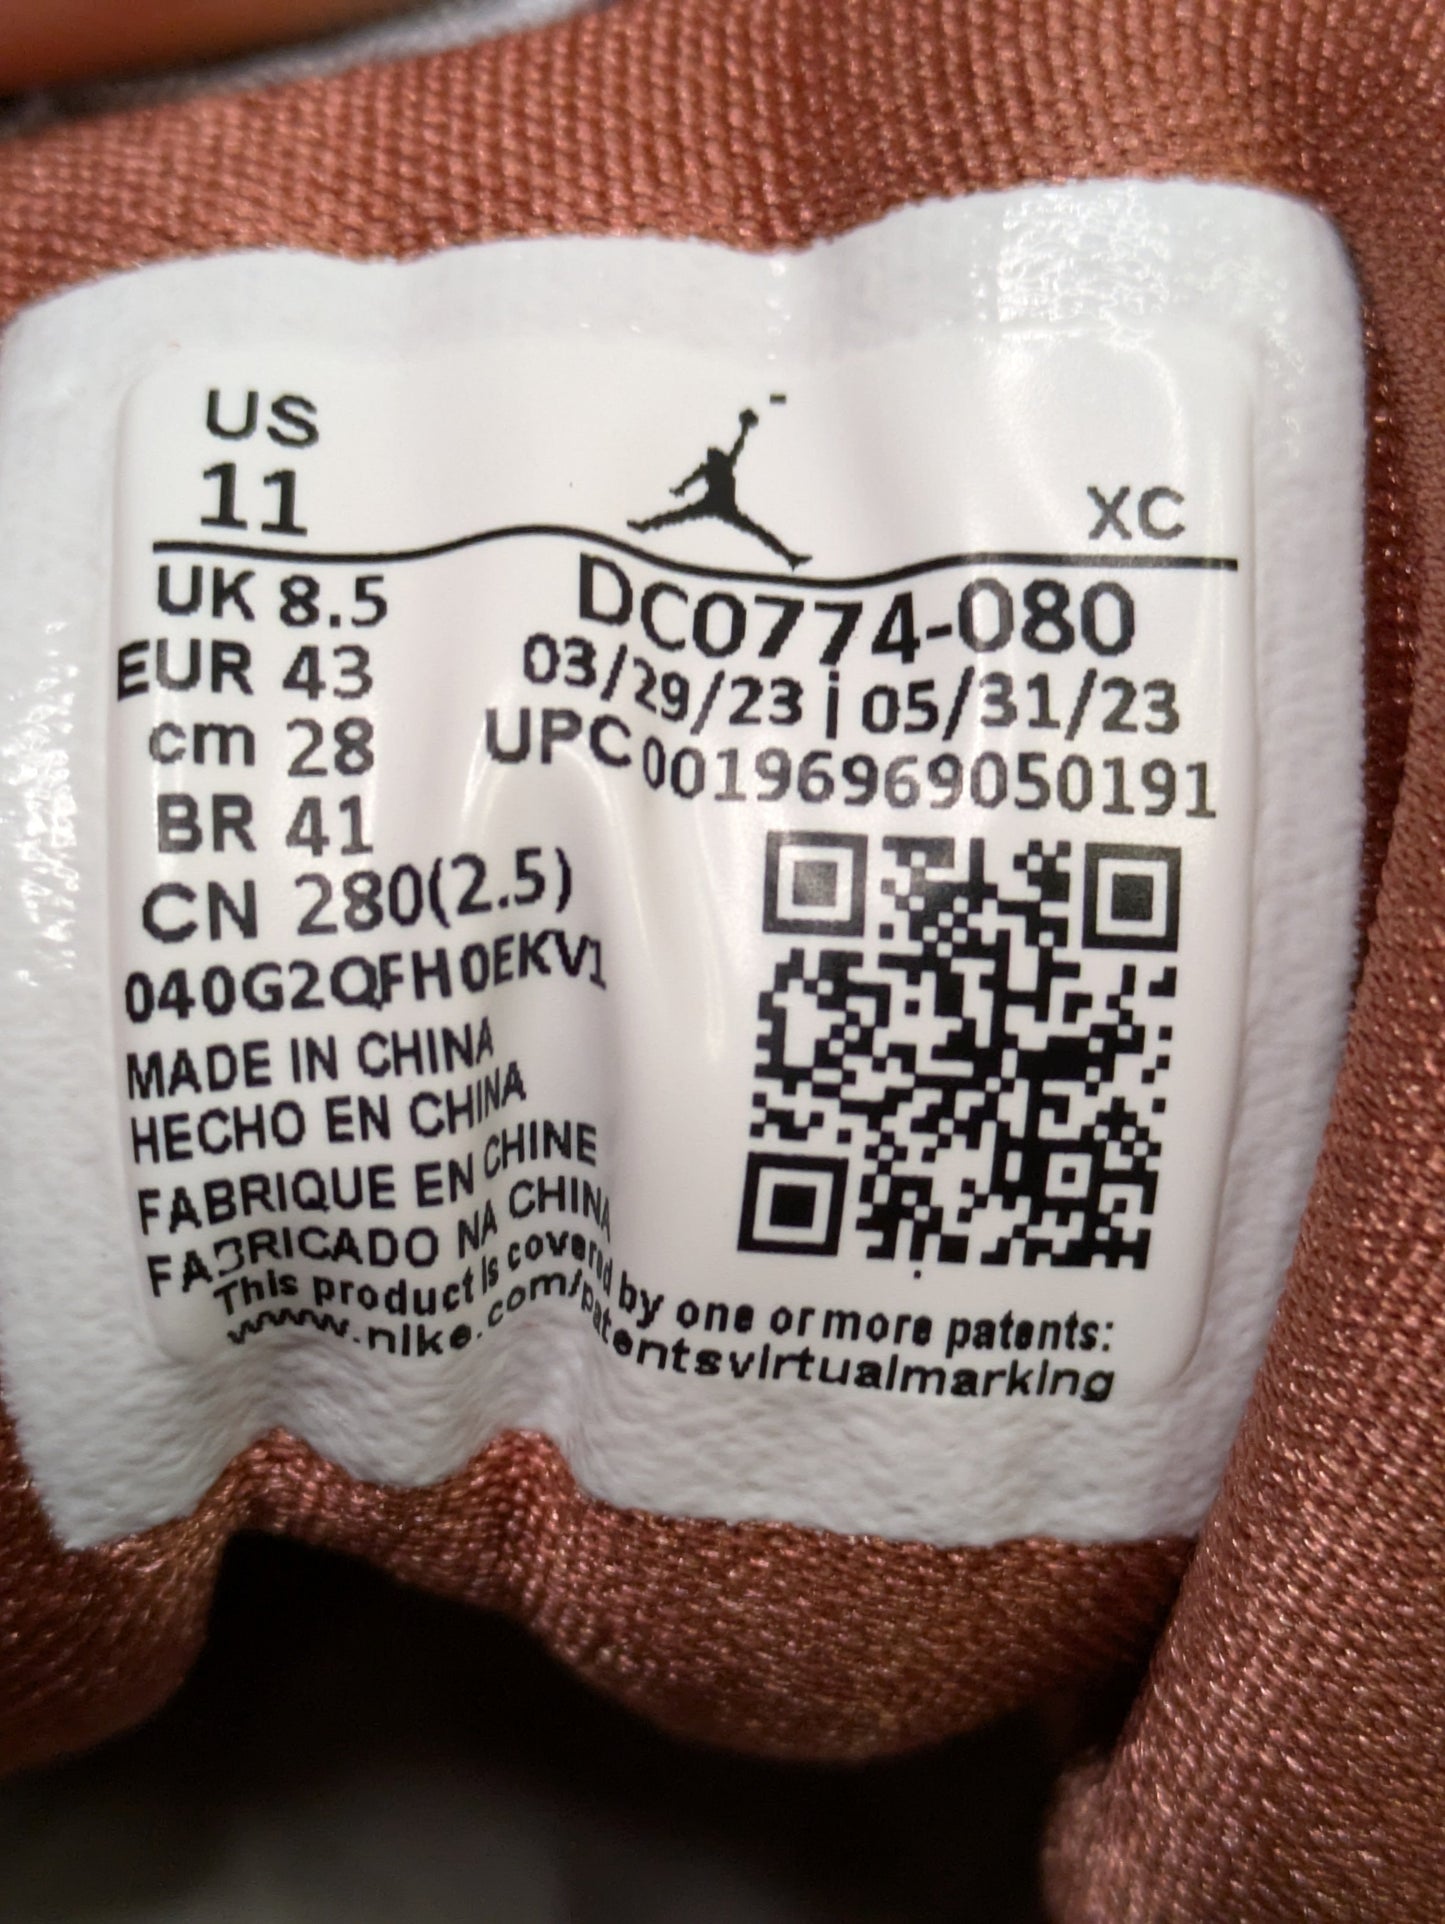 US
11
XC
UK 8.5
EUR 43
cm 28
BR 41
CN 280(2.5)
040G2QFH0EKV1
MADE IN CHINA
HECHO EN CHINA
FABRIQUE EN CHINE
FABRICADO NA CHINA
DC0774-080
03/29/23 | 05/31/23
UPC 00196969050191
This product is covered by one or more patents:
www.nike.com/patentsvirtualmarking